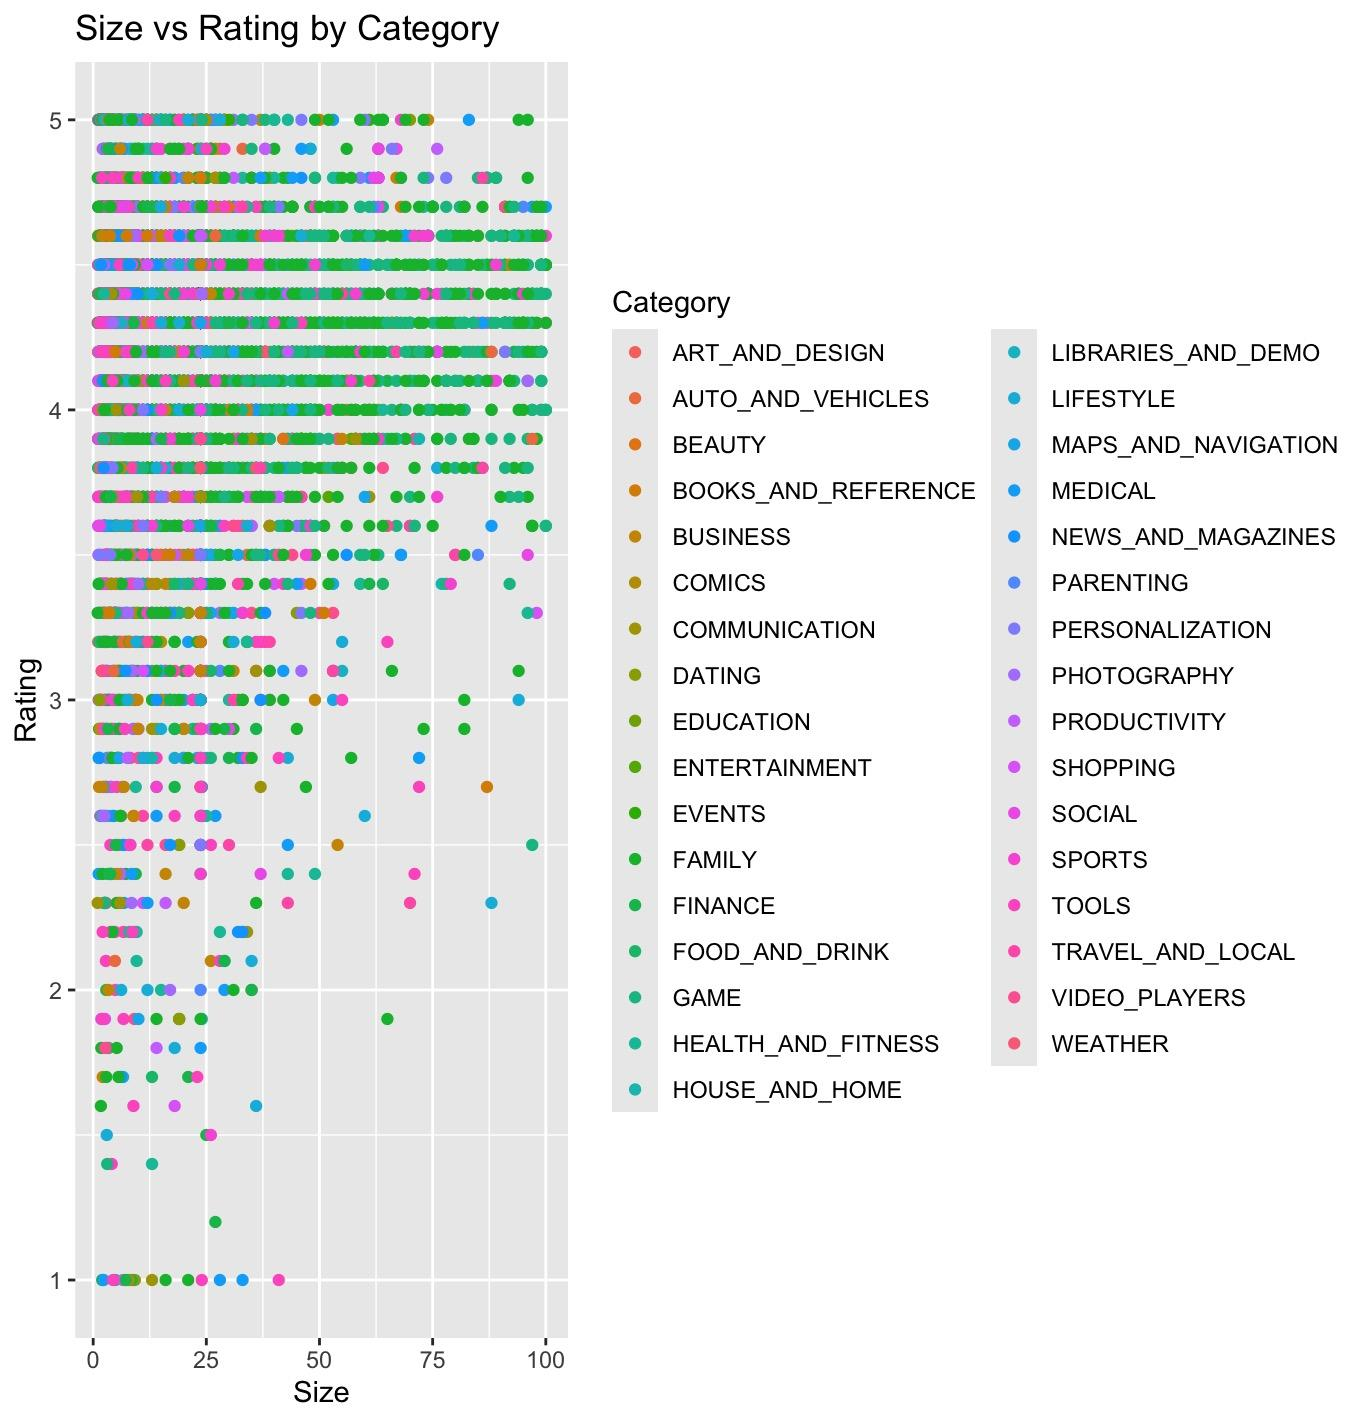 Size vs Rating by Category
5
4
3
2
1
Rating
0 25 50 75 100
Size
Category
ART_AND_DESIGN
AUTO_AND_VEHICLES
BEAUTY
BOOKS_AND_REFERENCE
BUSINESS
COMICS
COMMUNICATION
DATING
EDUCATION
ENTERTAINMENT
EVENTS
FAMILY
FINANCE
FOOD_AND_DRINK
GAME
HEALTH_AND_FITNESS
HOUSE_AND_HOME
LIBRARIES_AND_DEMO
LIFESTYLE
MAPS_AND_NAVIGATION
MEDICAL
NEWS_AND_MAGAZINES
PARENTING
PERSONALIZATION
PHOTOGRAPHY
PRODUCTIVITY
SHOPPING
SOCIAL
SPORTS
TOOLS
TRAVEL_AND_LOCAL
VIDEO_PLAYERS
WEATHER